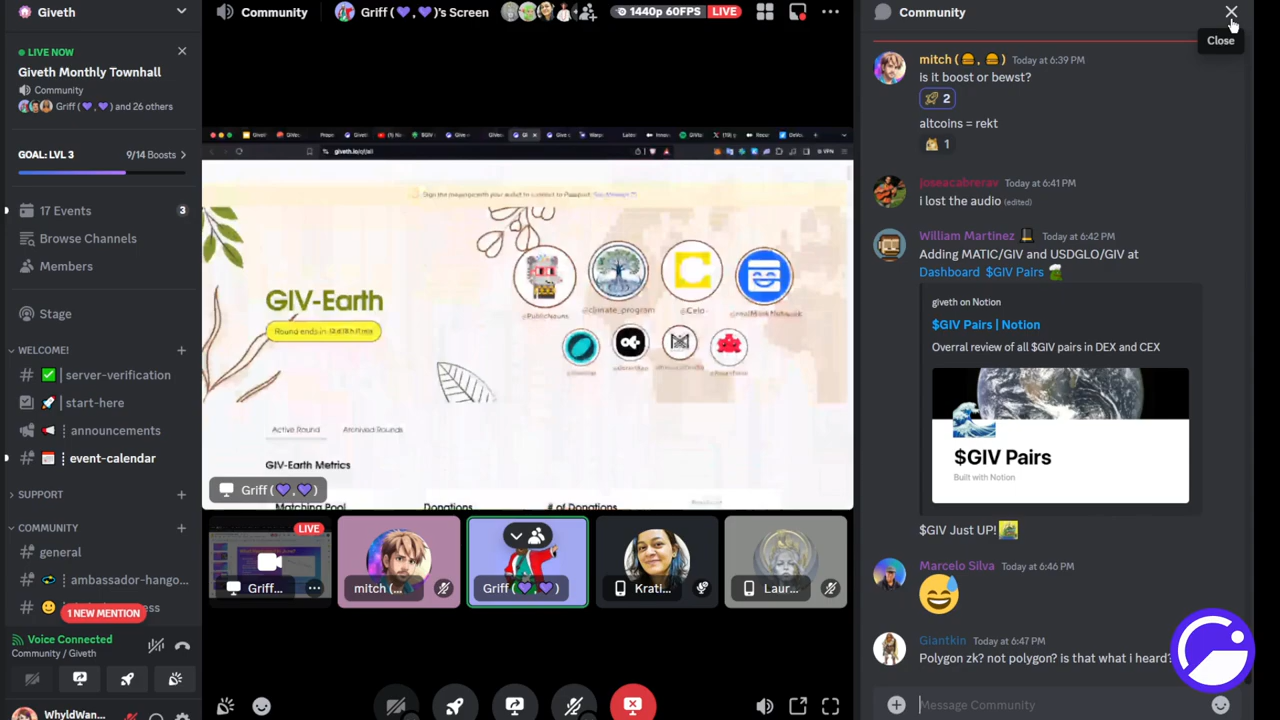 Giveth
LIVE NOW
Giveth Monthly Townhall
Community
Griff (💜,💜) and 26 others
GOAL: LVL 3
9/14 Boosts
17 Events
3
Browse Channels
Members
Stage
WELCOME!
server-verification
start-here
announcements
event-calendar
SUPPORT
COMMUNITY
general
ambassador-hango...
1 NEW MENTION
Voice Connected
Community / Giveth
WhyldWan...
Community
Griff (💜,💜)'s Screen
1440p 60FPS
LIVE
giveth.io/qf/all
GIV-Earth
@PublicNouns
@climate_program
@Celo
Active Round
Archived Rounds
GIV-Earth Metrics
Matching Pool
Donations
# of Donations
Griff (💜,💜)
LIVE
Griff...
mitch (...
Griff (💜,💜)
Krati...
Laur...
Community
Close
mitch (🍔, 🍔) Today at 6:39 PM
is it boost or bewst?
2
altcoins = rekt
1
joseacabrerav Today at 6:41 PM
i lost the audio (edited)
William Martinez Today at 6:42 PM
Adding MATIC/GIV and USDGLO/GIV at
Dashboard $GIV Pairs
giveth on Notion
$GIV Pairs | Notion
Overral review of all $GIV pairs in DEX and CEX
$GIV Pairs
Built with Notion
$GIV Just UP!
Marcelo Silva Today at 6:46 PM
Giantkin Today at 6:47 PM
Polygon zk? not polygon? is that what i heard?
Message Community